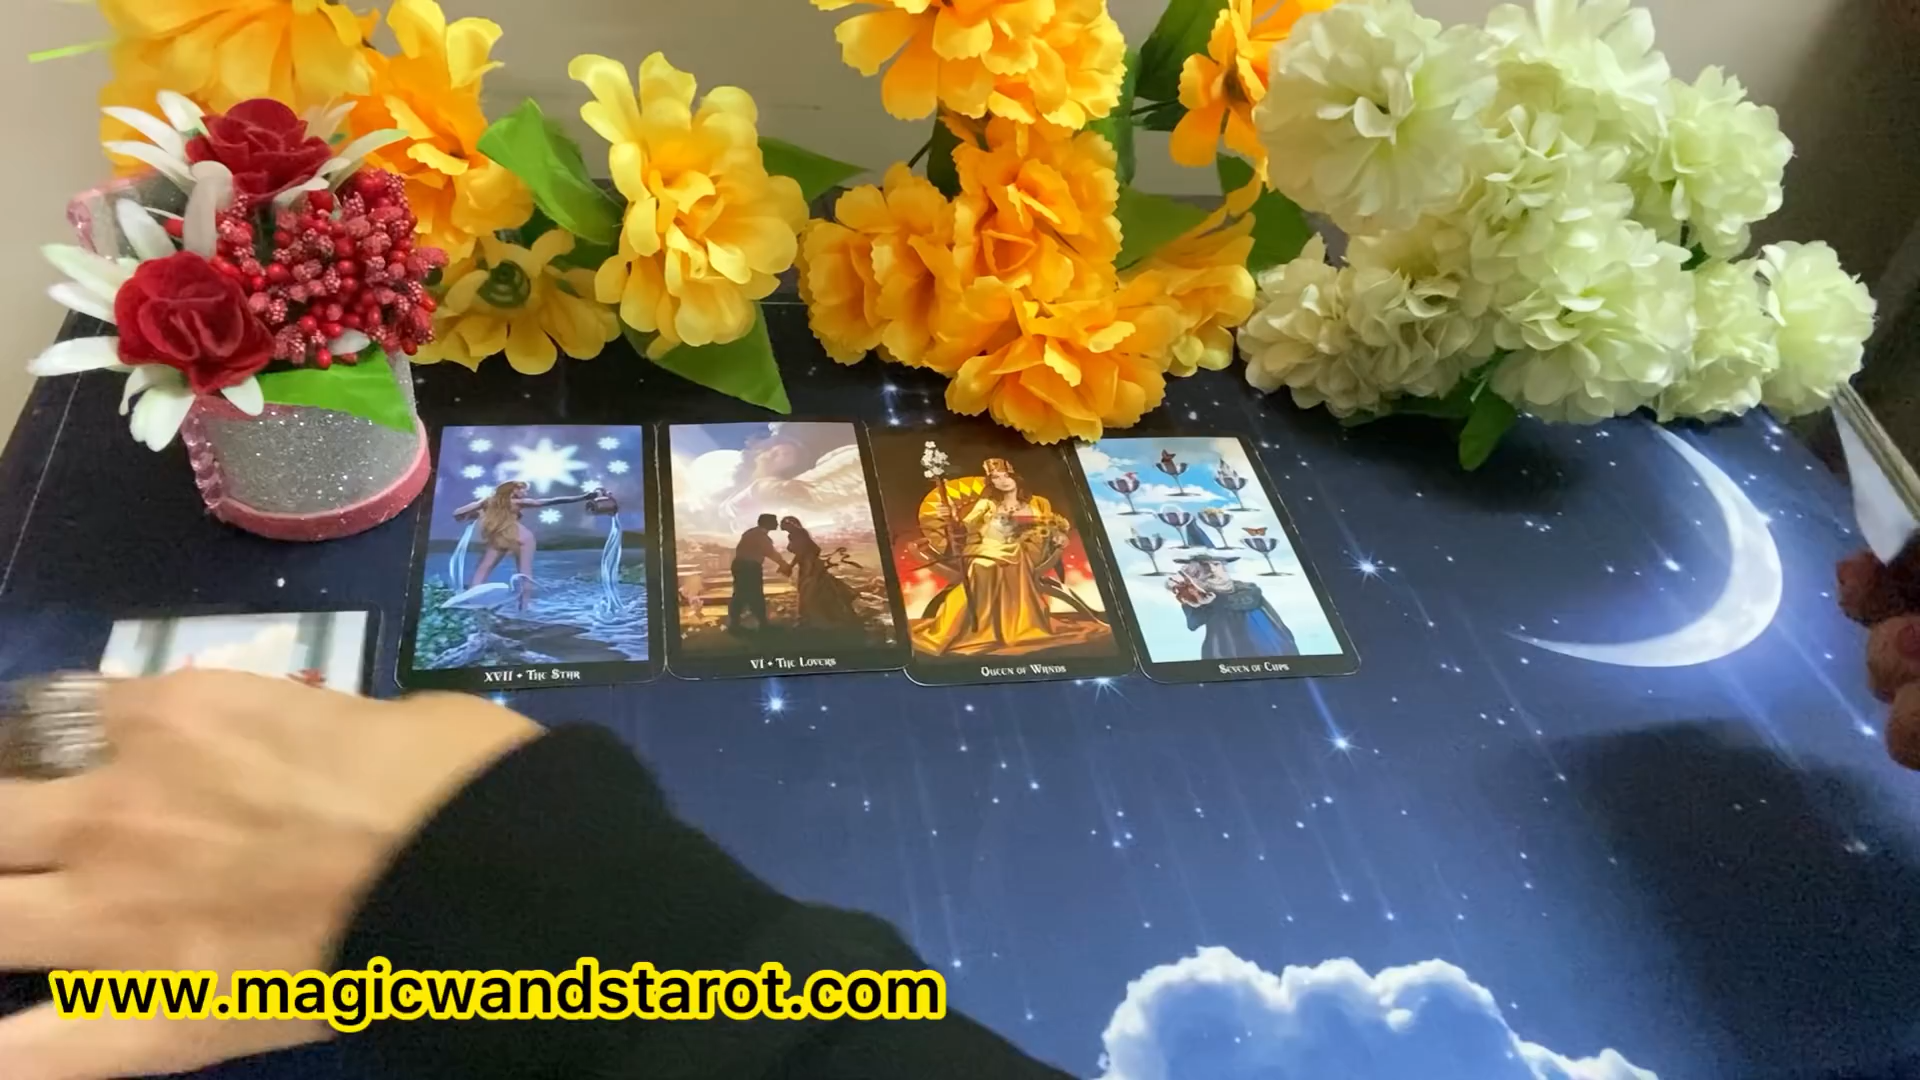 XVII • The Star
VI • The Lovers
Queen of Wands
Seven of Cups
www.magicwandstarot.com